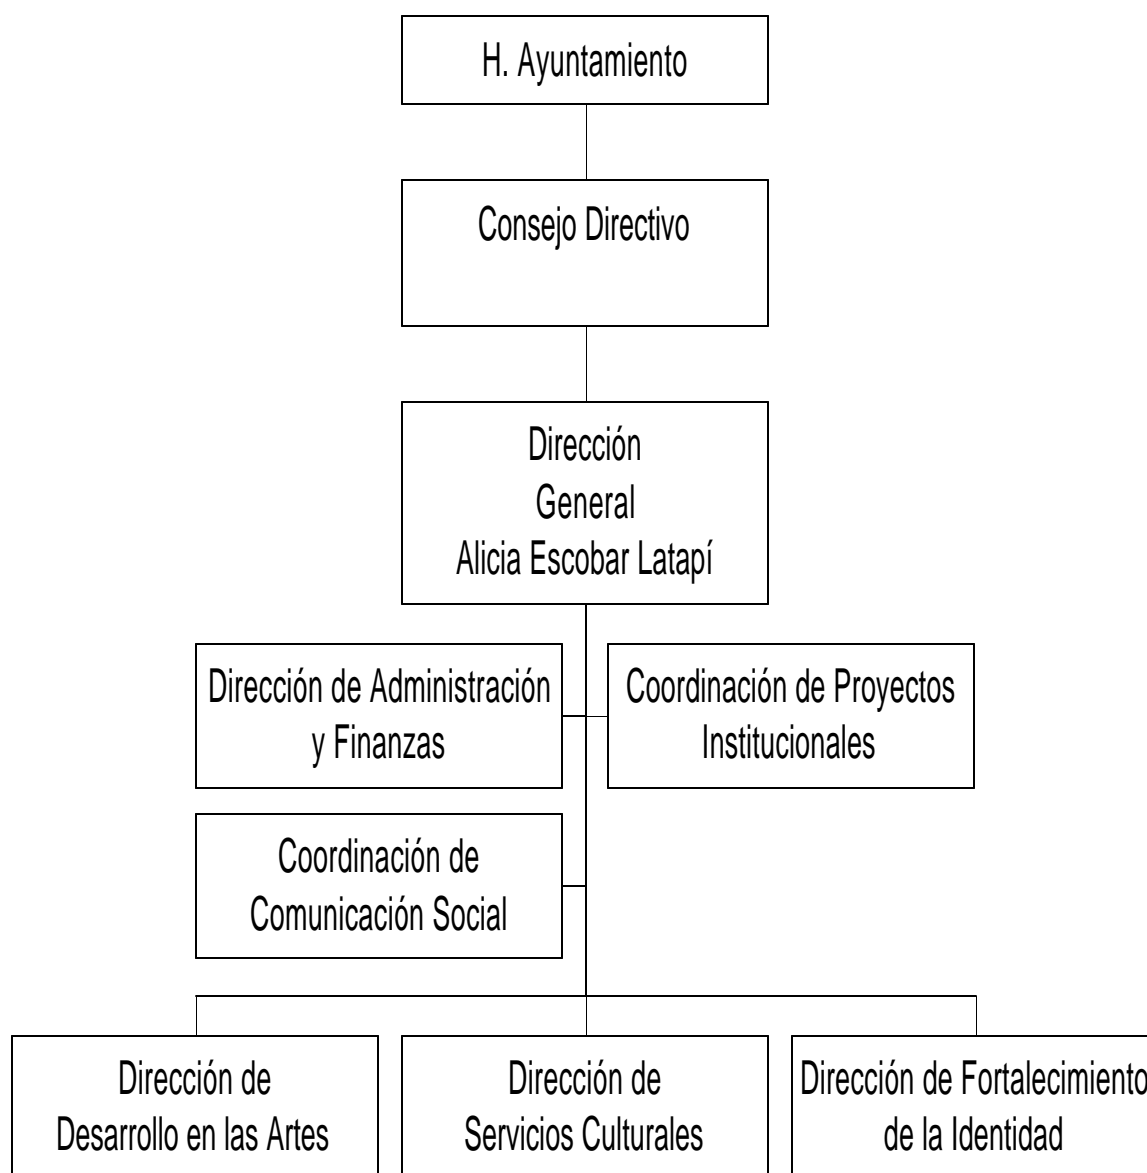 H. Ayuntamiento
Consejo Directivo
Dirección
General
Alicia Escobar Latapí
Dirección de Administración
y Finanzas
Coordinación de Proyectos
Institucionales
Coordinación de
Comunicación Social
Dirección de
Desarrollo en las Artes
Dirección de
Servicios Culturales
Dirección de Fortalecimiento
de la Identidad